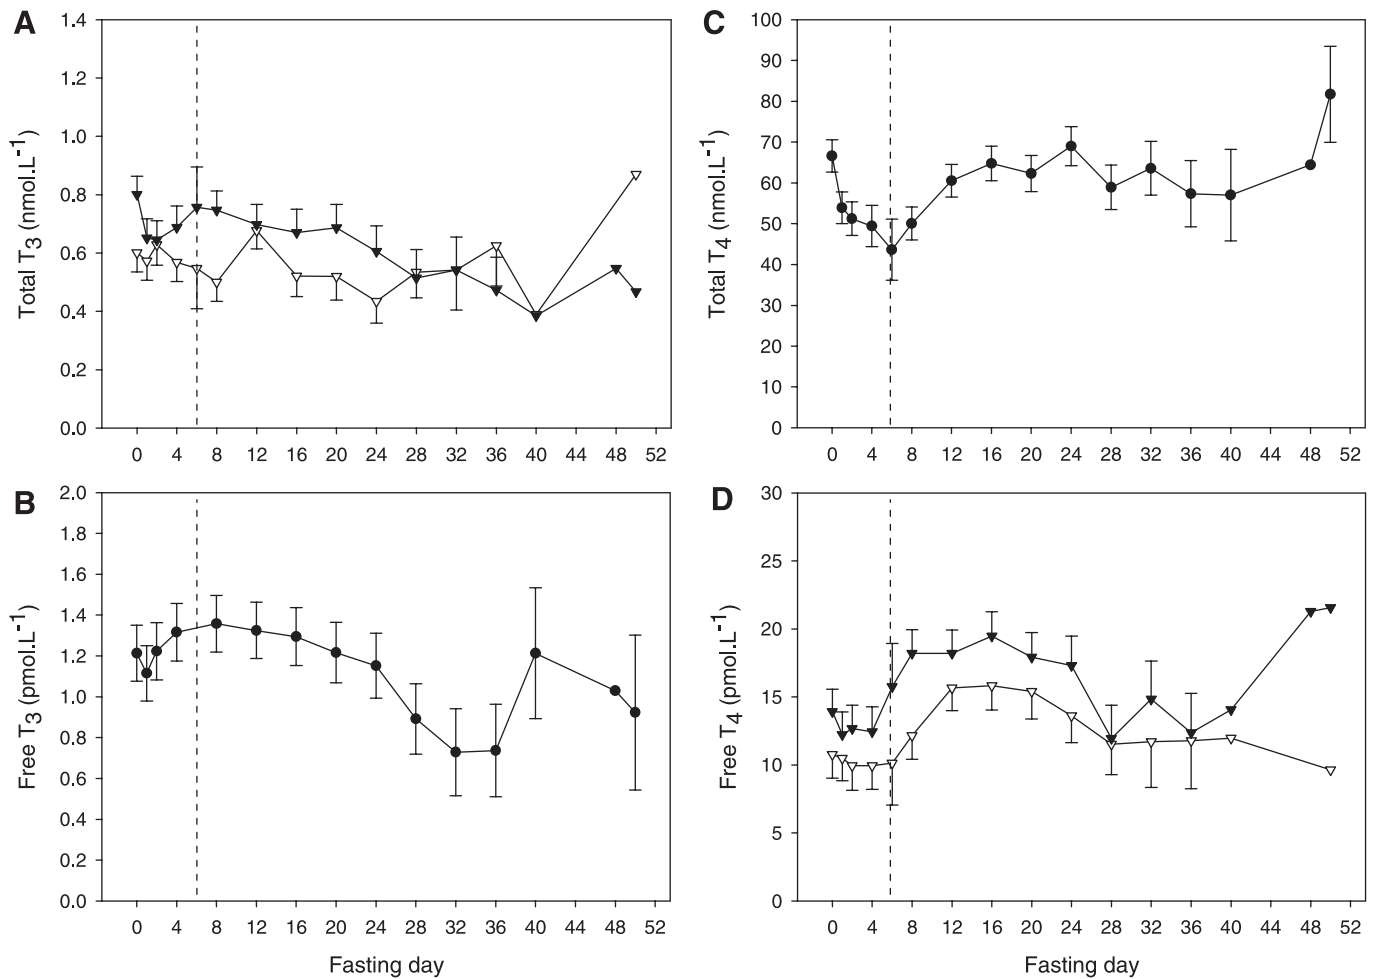 A
Total T3 (nmol.L-1)
1.4
1.2
1.0
0.8
0.6
0.4
0.2
0.0
0 4 8 12 16 20 24 28 32 36 40 44 48 52
C
Total T4 (nmol.L-1)
100
90
80
70
60
50
40
30
20
10
0
0 4 8 12 16 20 24 28 32 36 40 44 48 52
B
Free T3 (pmol.L-1)
2.0
1.8
1.6
1.4
1.2
1.0
0.8
0.6
0.4
0.2
0.0
0 4 8 12 16 20 24 28 32 36 40 44 48 52
Fasting day
D
Free T4 (pmol.L-1)
30
25
20
15
10
5
0
0 4 8 12 16 20 24 28 32 36 40 44 48 52
Fasting day